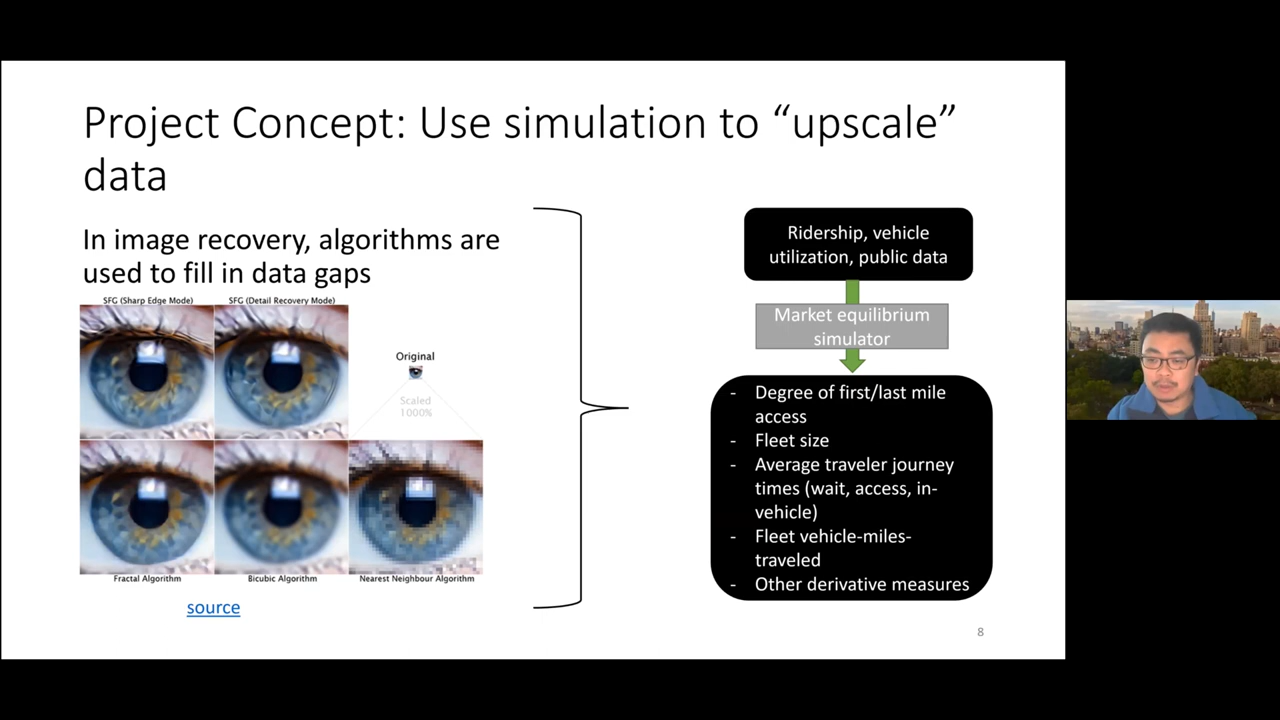 Project Concept: Use simulation to “upscale”
data
In image recovery, algorithms are
used to fill in data gaps
SFG (Sharp Edge Mode)
SFG (Detail Recovery Mode)
Original
Scaled
1000%
Fractal Algorithm
Bicubic Algorithm
Nearest Neighbour Algorithm
source
Ridership, vehicle
utilization, public data
Market equilibrium
simulator
- Degree of first/last mile
access
- Fleet size
- Average traveler journey
times (wait, access, in-
vehicle)
- Fleet vehicle-miles-
traveled
- Other derivative measures
8